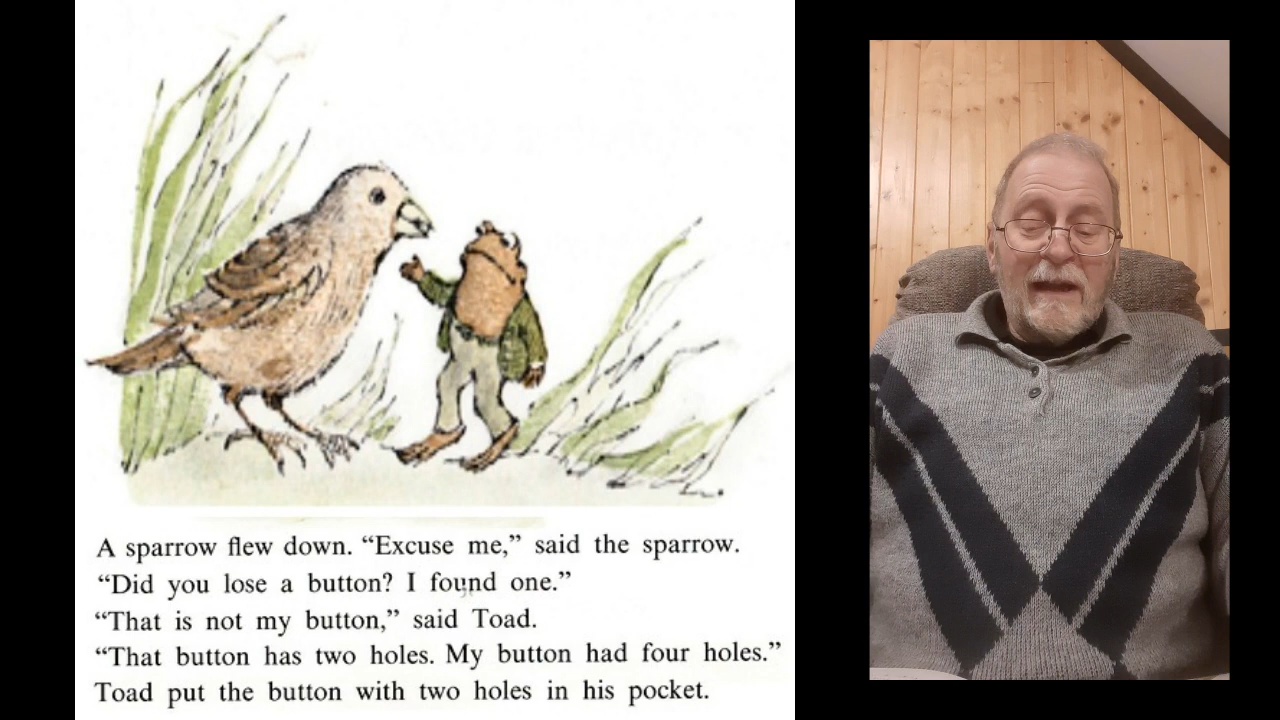 A sparrow flew down. “Excuse me,” said the sparrow.
“Did you lose a button? I found one.”
“That is not my button,” said Toad.
“That button has two holes. My button had four holes.”
Toad put the button with two holes in his pocket.